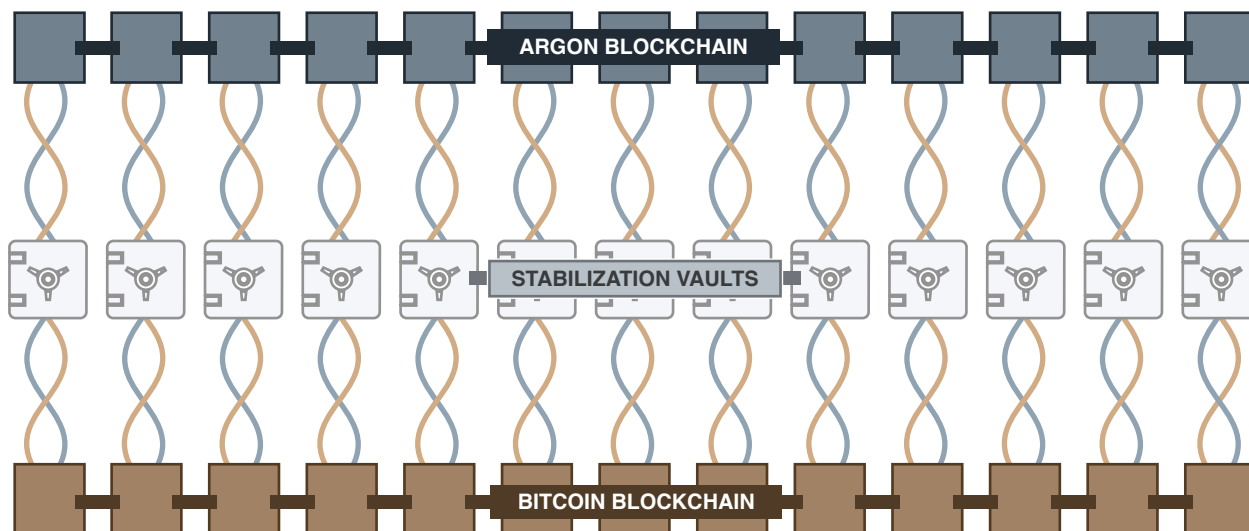 ARGON BLOCKCHAIN
STABILIZATION VAULTS
BITCOIN BLOCKCHAIN